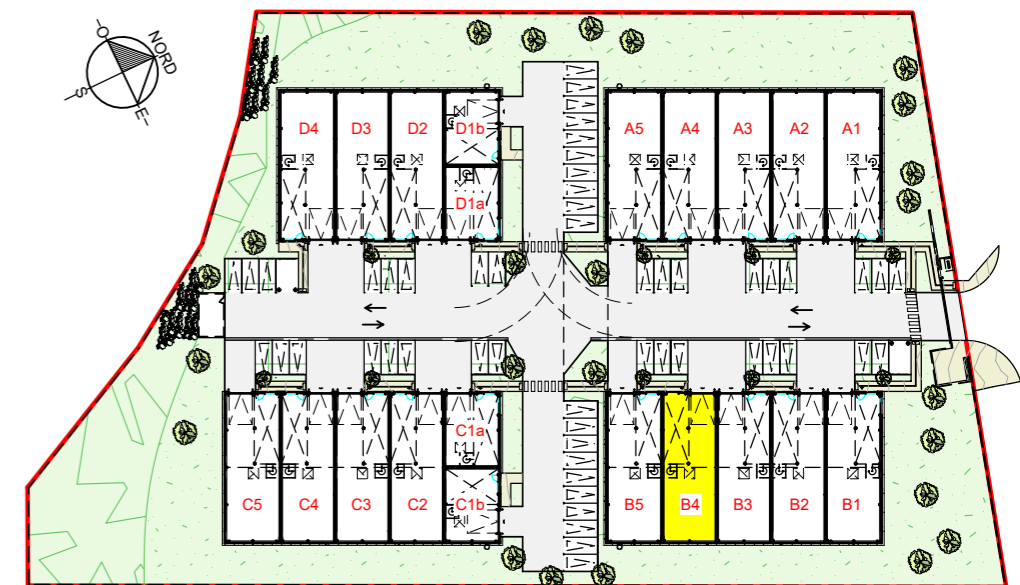 -O-
NORD
-S-
-E-
D4 D3 D2 D1b A5 A4 A3 A2 A1
D1a
C1a
C5 C4 C3 C2 C1b B5 B4 B3 B2 B1